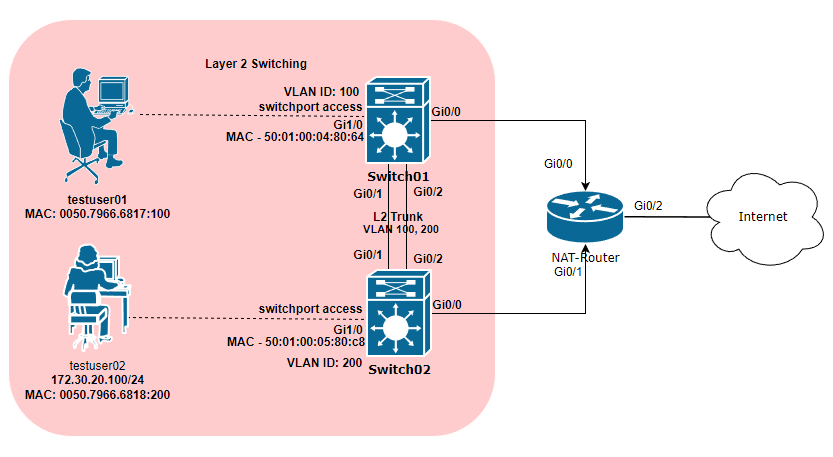 Layer 2 Switching
VLAN ID: 100
switchport access
Gi1/0
MAC - 50:01:00:04:80:64
Gi0/0
Switch01
testuser01
MAC: 0050.7966.6817:100
Gi0/1
Gi0/2
L2 Trunk
VLAN 100, 200
Gi0/1
Gi0/2
Gi0/0
Gi0/2
Internet
NAT-Router
Gi0/1
switchport access
Gi1/0
MAC - 50:01:00:05:80:c8
VLAN ID: 200
Gi0/0
Switch02
testuser02
172.30.20.100/24
MAC: 0050.7966.6818:200